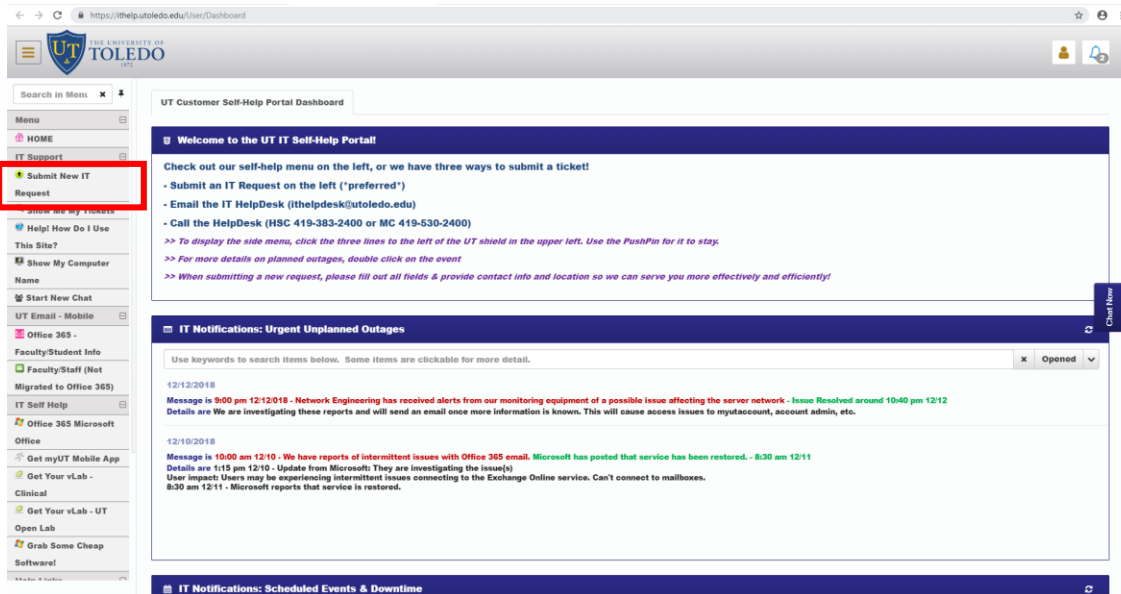 https://ithelp.utoledo.edu/User/Dashboard
UT
THE UNIVERSITY OF
TOLEDO
1872
2
Search in Menu
Menu
HOME
IT Support
Submit New IT
Request
Show Me My Tickets
Help! How Do I Use
This Site?
Show My Computer
Name
Start New Chat
UT Email - Mobile
Office 365 -
Faculty/Student Info
Faculty/Staff (Not
Migrated to Office 365)
IT Self Help
Office 365 Microsoft
Office
Get myUT Mobile App
Get Your vLab -
Clinical
Get Your vLab - UT
Open Lab
Grab Some Cheap
Software!
Help Links
UT Customer Self-Help Portal Dashboard
Welcome to the UT IT Self-Help Portal!
Check out our self-help menu on the left, or we have three ways to submit a ticket!
- Submit an IT Request on the left (*preferred*)
- Email the IT HelpDesk (ithelpdesk@utoledo.edu)
- Call the HelpDesk (HSC 419-383-2400 or MC 419-530-2400)
>> To display the side menu, click the three lines to the left of the UT shield in the upper left. Use the PushPin for it to stay.
>> For more details on planned outages, double click on the event
>> When submitting a new request, please fill out all fields & provide contact info and location so we can serve you more effectively and efficiently!
Chat Now
IT Notifications: Urgent Unplanned Outages
Use keywords to search items below. Some items are clickable for more detail.
Opened
12/12/2018
Message is 9:00 pm 12/12/018 - Network Engineering has received alerts from our monitoring equipment of a possible issue affecting the server network - Issue Resolved around 10:40 pm 12/12
Details are We are investigating these reports and will send an email once more information is known. This will cause access issues to myutaccount, account admin, etc.
12/10/2018
Message is 10:00 am 12/10 - We have reports of intermittent issues with Office 365 email. Microsoft has posted that service has been restored. - 8:30 am 12/11
Details are 1:15 pm 12/10 - Update from Microsoft: They are investigating the issue(s)
User impact: Users may be experiencing intermittent issues connecting to the Exchange Online service. Can't connect to mailboxes.
8:30 am 12/11 - Microsoft reports that service is restored.
IT Notifications: Scheduled Events & Downtime